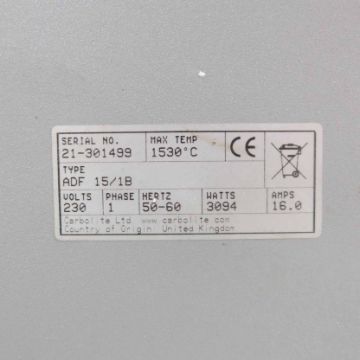 SERIAL NO. MAX TEMP
21-301499 1530°C CE
TYPE
ADF 15/1B
VOLTS PHASE HERTZ WATTS AMPS
230 1 50-60 3094 16.0
Carbolite Ltd. www.carbolite.com
Country of Origin: United Kingdom